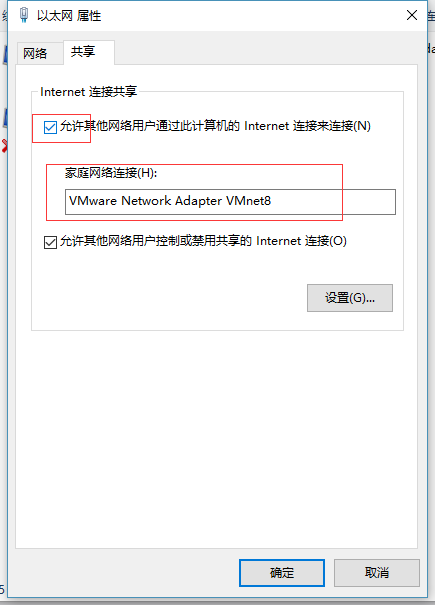 以太网 属性
网络
共享
Internet 连接共享
允许其他网络用户通过此计算机的 Internet 连接来连接(N)
家庭网络连接(H):
VMware Network Adapter VMnet8
允许其他网络用户控制或禁用共享的 Internet 连接(O)
设置(G)...
确定
取消